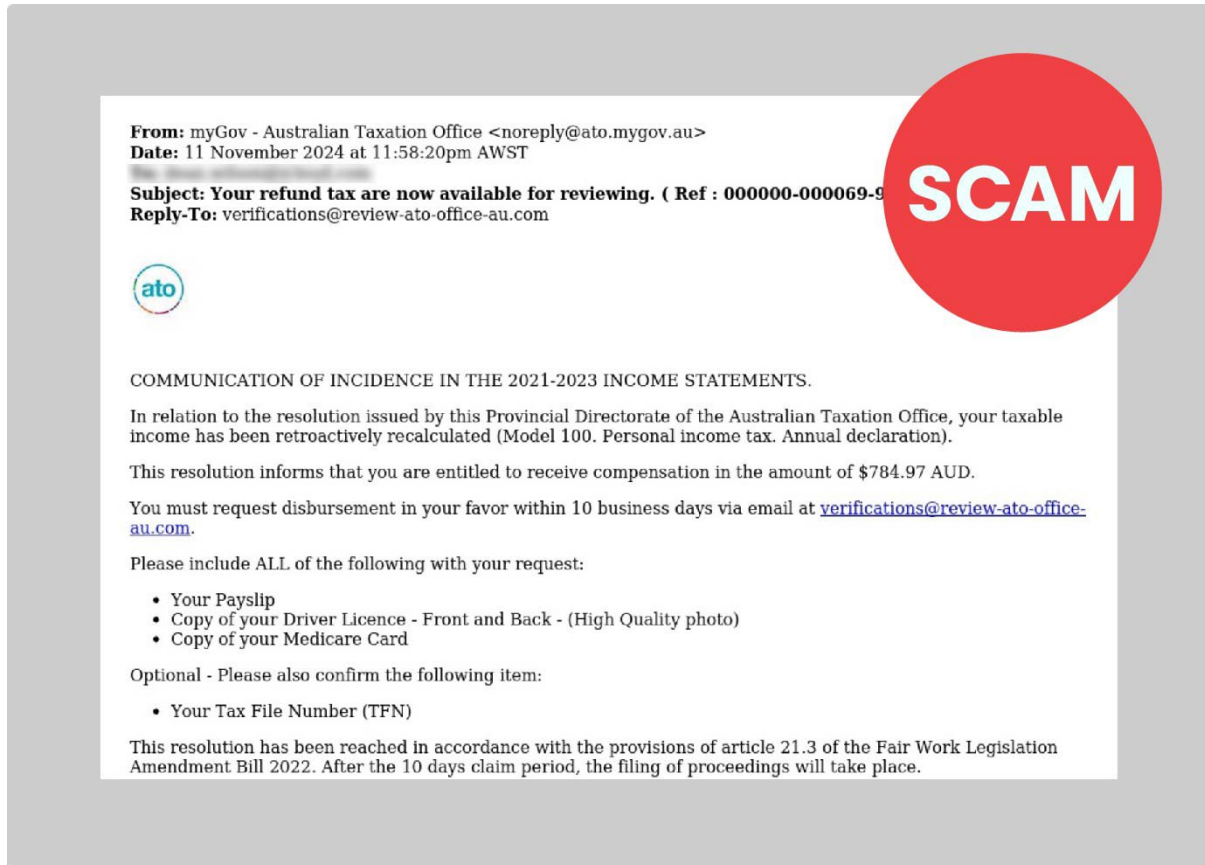 From: myGov - Australian Taxation Office <noreply@ato.mygov.au>
Date: 11 November 2024 at 11:58:20pm AWST
Subject: Your refund tax are now available for reviewing. ( Ref : 000000-000069-9
Reply-To: verifications@review-ato-office-au.com
SCAM
ato
COMMUNICATION OF INCIDENCE IN THE 2021-2023 INCOME STATEMENTS.
In relation to the resolution issued by this Provincial Directorate of the Australian Taxation Office, your taxable
income has been retroactively recalculated (Model 100. Personal income tax. Annual declaration).
This resolution informs that you are entitled to receive compensation in the amount of $784.97 AUD.
You must request disbursement in your favor within 10 business days via email at verifications@review-ato-office-
au.com.
Please include ALL of the following with your request:
• Your Payslip
• Copy of your Driver Licence - Front and Back - (High Quality photo)
• Copy of your Medicare Card
Optional - Please also confirm the following item:
• Your Tax File Number (TFN)
This resolution has been reached in accordance with the provisions of article 21.3 of the Fair Work Legislation
Amendment Bill 2022. After the 10 days claim period, the filing of proceedings will take place.